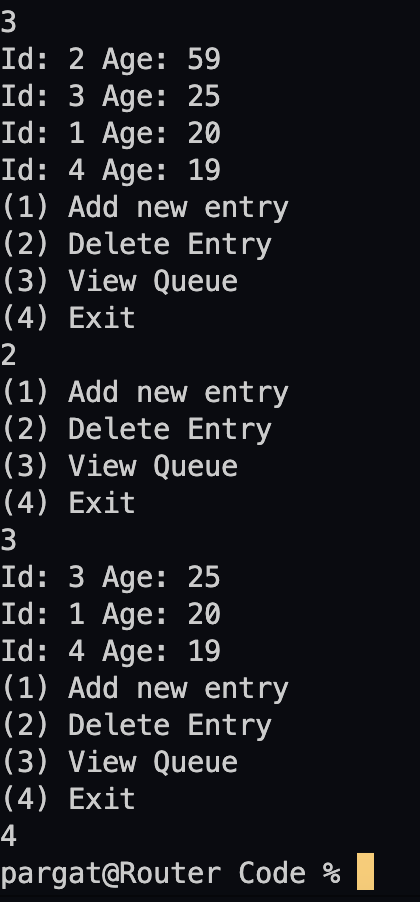 3
Id: 2 Age: 59
Id: 3 Age: 25
Id: 1 Age: 20
Id: 4 Age: 19
(1) Add new entry
(2) Delete Entry
(3) View Queue
(4) Exit
2
(1) Add new entry
(2) Delete Entry
(3) View Queue
(4) Exit
3
Id: 3 Age: 25
Id: 1 Age: 20
Id: 4 Age: 19
(1) Add new entry
(2) Delete Entry
(3) View Queue
(4) Exit
4
pargat@Router Code %